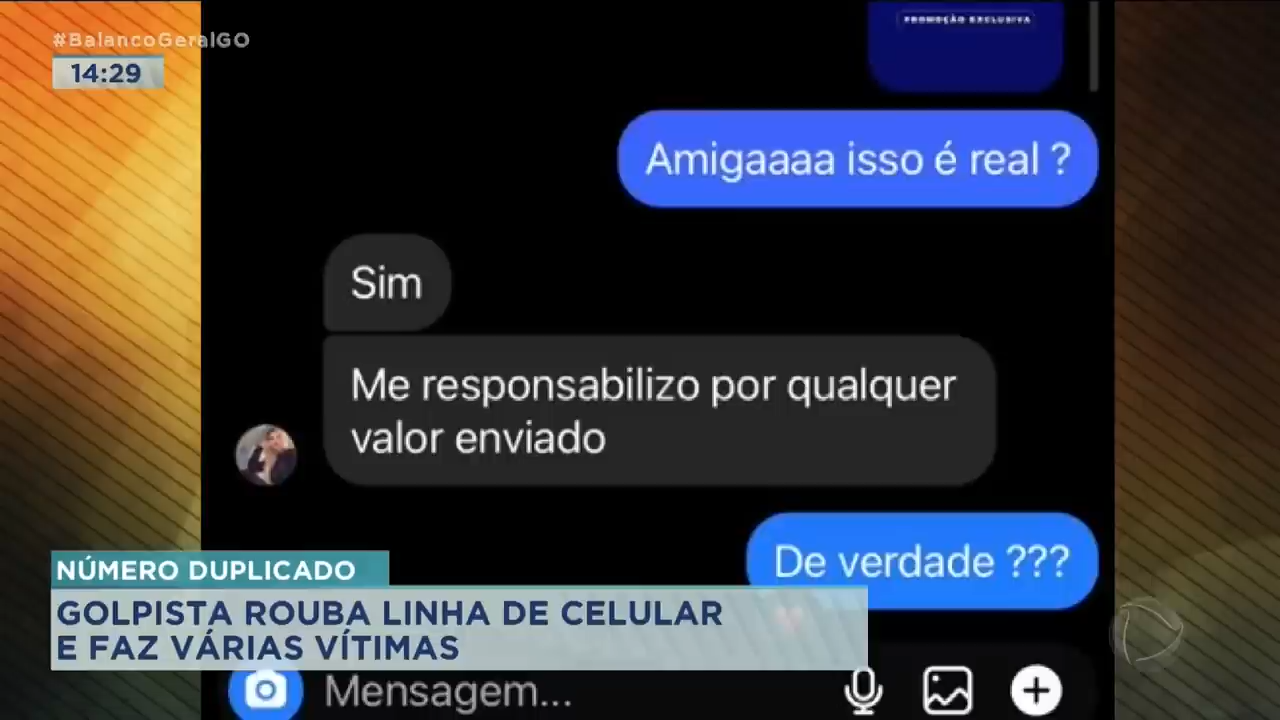 #BalancoGeralGO
14:29
PROMOÇÃO EXCLUSIVA
Amigaaaa isso é real ?
Sim
Me responsabilizo por qualquer
valor enviado
De verdade ???
NÚMERO DUPLICADO
GOLPISTA ROUBA LINHA DE CELULAR
E FAZ VÁRIAS VÍTIMAS
Mensagem...